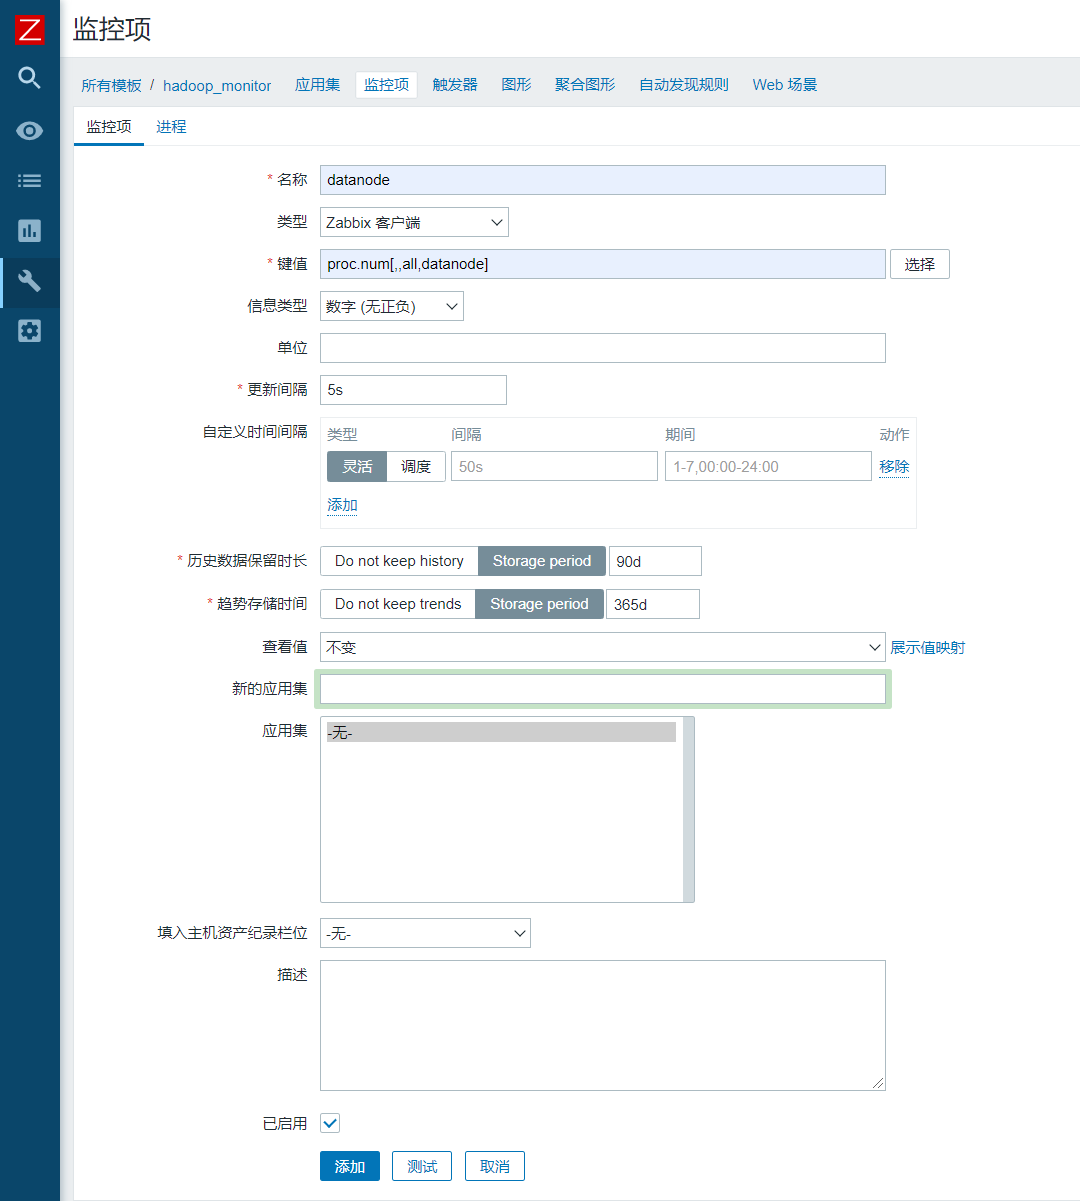 Z
监控项
所有模板 / hadoop_monitor 应用集 监控项 触发器 图形 聚合图形 自动发现规则 Web 场景
监控项 进程
* 名称 datanode
类型 Zabbix 客户端
* 键值 proc.num[,,all,datanode] 选择
信息类型 数字 (无正负)
单位
* 更新间隔 5s
自定义时间间隔 类型 间隔 期间 动作
灵活 调度 50s 1-7,00:00-24:00 移除
添加
* 历史数据保留时长 Do not keep history Storage period 90d
* 趋势存储时间 Do not keep trends Storage period 365d
查看值 不变 展示值映射
新的应用集
应用集 -无-
填入主机资产纪录栏位 -无-
描述
已启用
添加 测试 取消